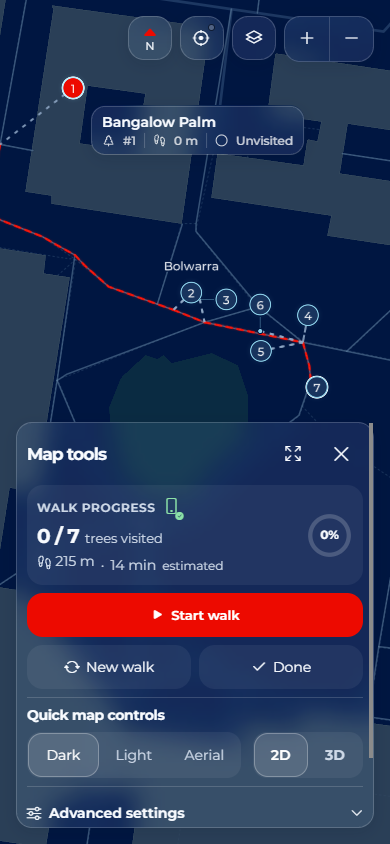 N
1
Bangalow Palm
#1 0 m Unvisited
Bolwarra
2
3
6
4
5
7
Map tools
WALK PROGRESS
0 / 7 trees visited
0%
215 m · 14 min estimated
Start walk
New walk Done
Quick map controls
Dark Light Aerial 2D 3D
Advanced settings